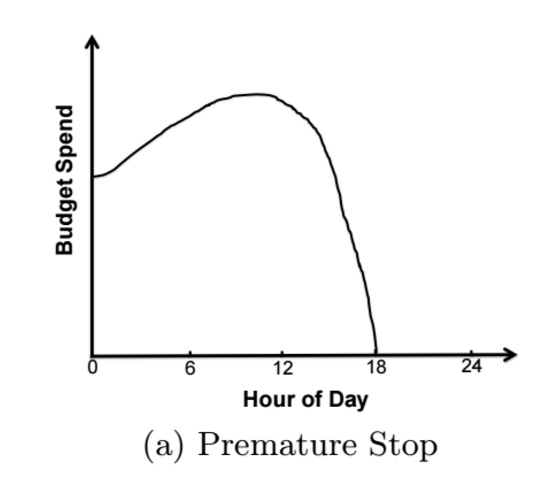 Budget Spend
0 6 12 18 24
Hour of Day
(a) Premature Stop